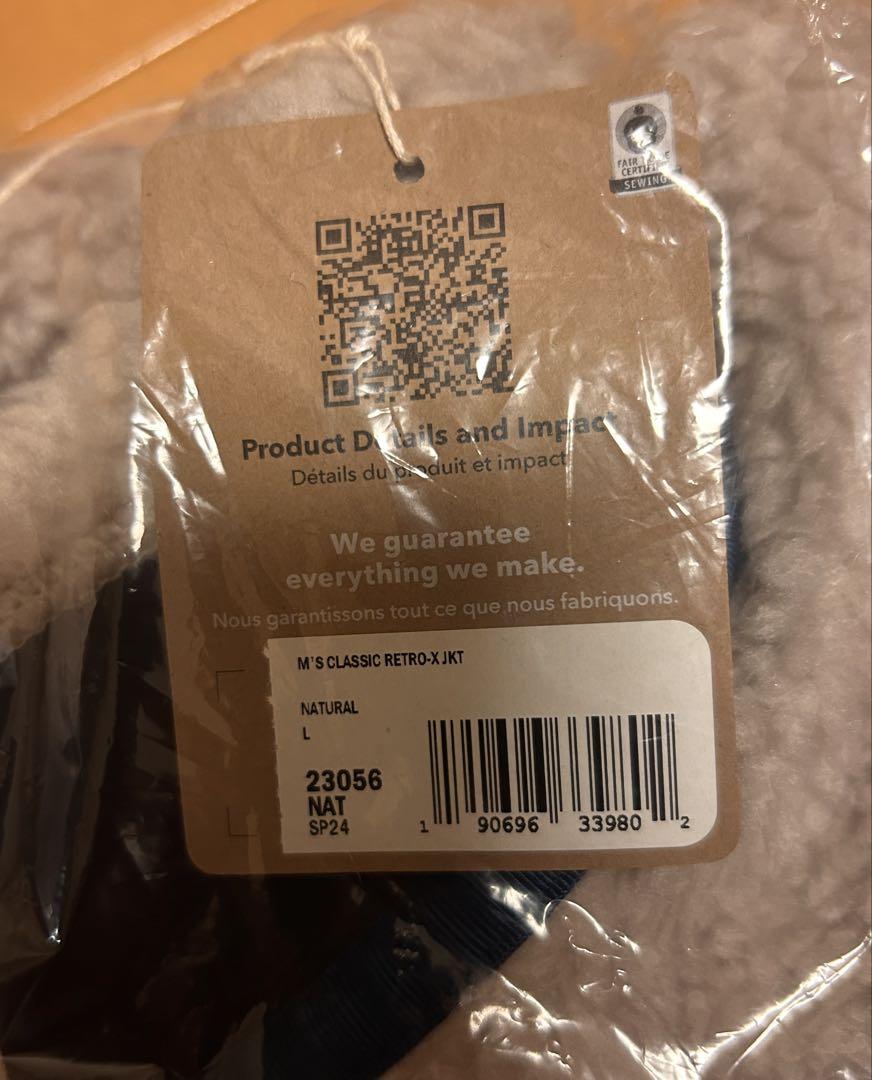 FAIR TRADE
CERTIFIED
SEWING
Product Details and Impact
Détails du produit et impact
We guarantee
everything we make.
Nous garantissons tout ce que nous fabriquons.
M'S CLASSIC RETRO-X JKT
NATURAL
L
23056
NAT
SP24
1 90696 33980 2